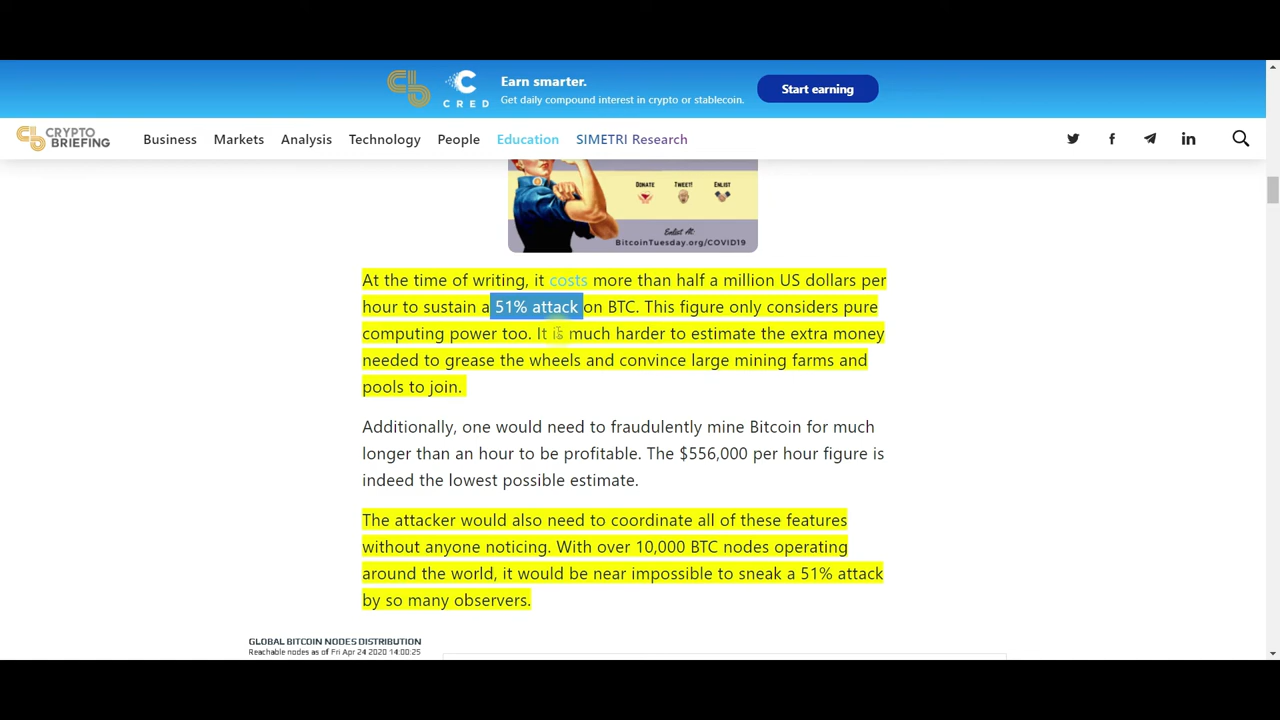 Earn smarter.
CRED
Get daily compound interest in crypto or stablecoin.
Start earning
CRYPTO
BRIEFING
Business
Markets
Analysis
Technology
People
Education
SIMETRI Research
DONATE
TWEET!
ENLIST
Enlist At:
BitcoinTuesday.org/COVID19
At the time of writing, it costs more than half a million US dollars per
hour to sustain a 51% attack on BTC. This figure only considers pure
computing power too. It is much harder to estimate the extra money
needed to grease the wheels and convince large mining farms and
pools to join.
Additionally, one would need to fraudulently mine Bitcoin for much
longer than an hour to be profitable. The $556,000 per hour figure is
indeed the lowest possible estimate.
The attacker would also need to coordinate all of these features
without anyone noticing. With over 10,000 BTC nodes operating
around the world, it would be near impossible to sneak a 51% attack
by so many observers.
GLOBAL BITCOIN NODES DISTRIBUTION
Reachable nodes as of Fri Apr 24 2020 14:00:25